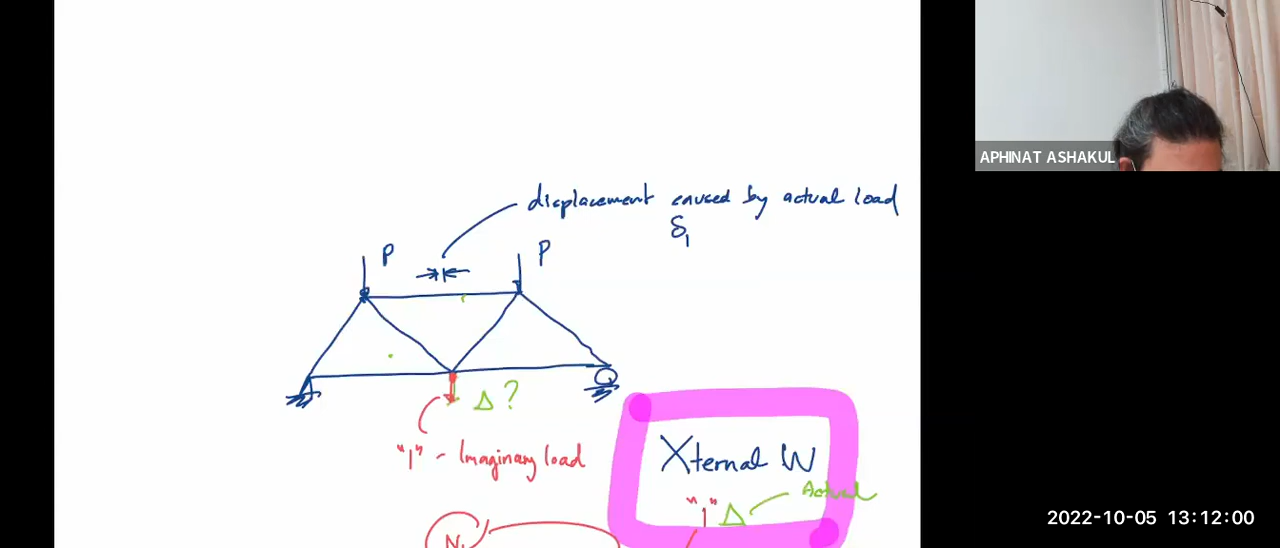 APHINAT ASHAKUL
displacement caused by actual load
δ₁
P
P
Δ ?
"1" - Imaginary load
Xternal W
"1" Δ
Actual
N₁
2022-10-05 13:12:00